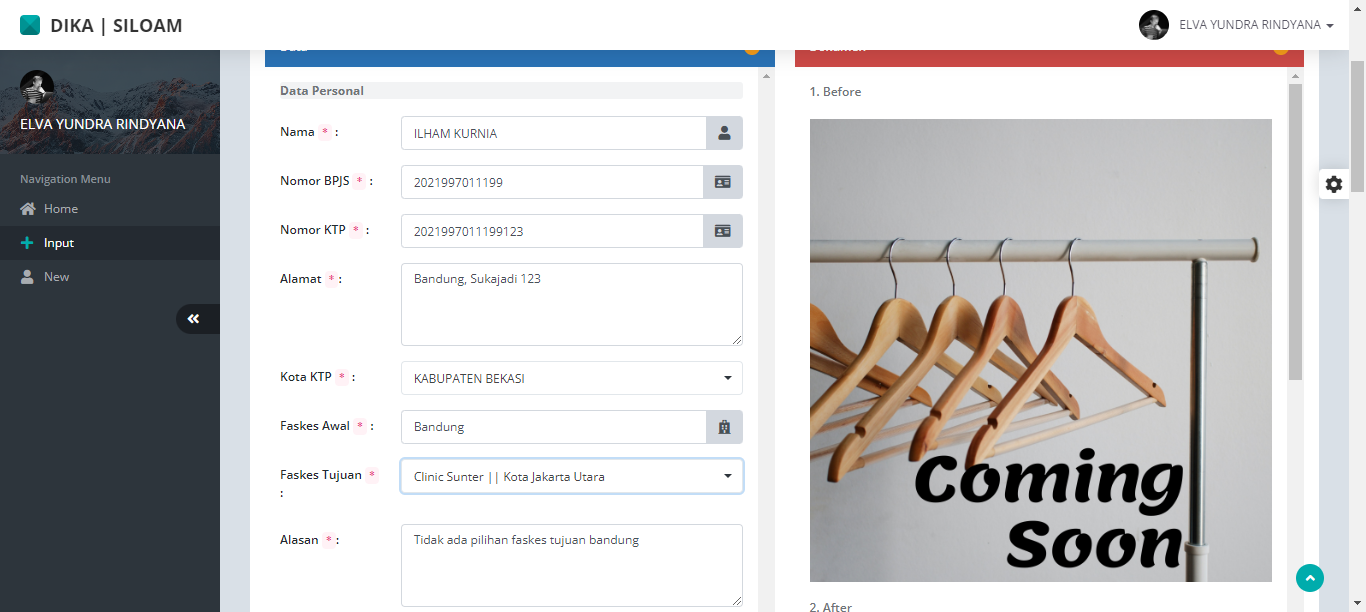 DIKA | SILOAM
ELVA YUNDRA RINDYANA
ELVA YUNDRA RINDYANA
Navigation Menu
Home
Input
New
Data Personal
Nama * :
ILHAM KURNIA
Nomor BPJS * :
2021997011199
Nomor KTP * :
2021997011199123
Alamat * :
Bandung, Sukajadi 123
Kota KTP * :
KABUPATEN BEKASI
Faskes Awal * :
Bandung
Faskes Tujuan *
:
Clinic Sunter || Kota Jakarta Utara
Alasan * :
Tidak ada pilihan faskes tujuan bandung
1. Before
Coming
Soon
2. After